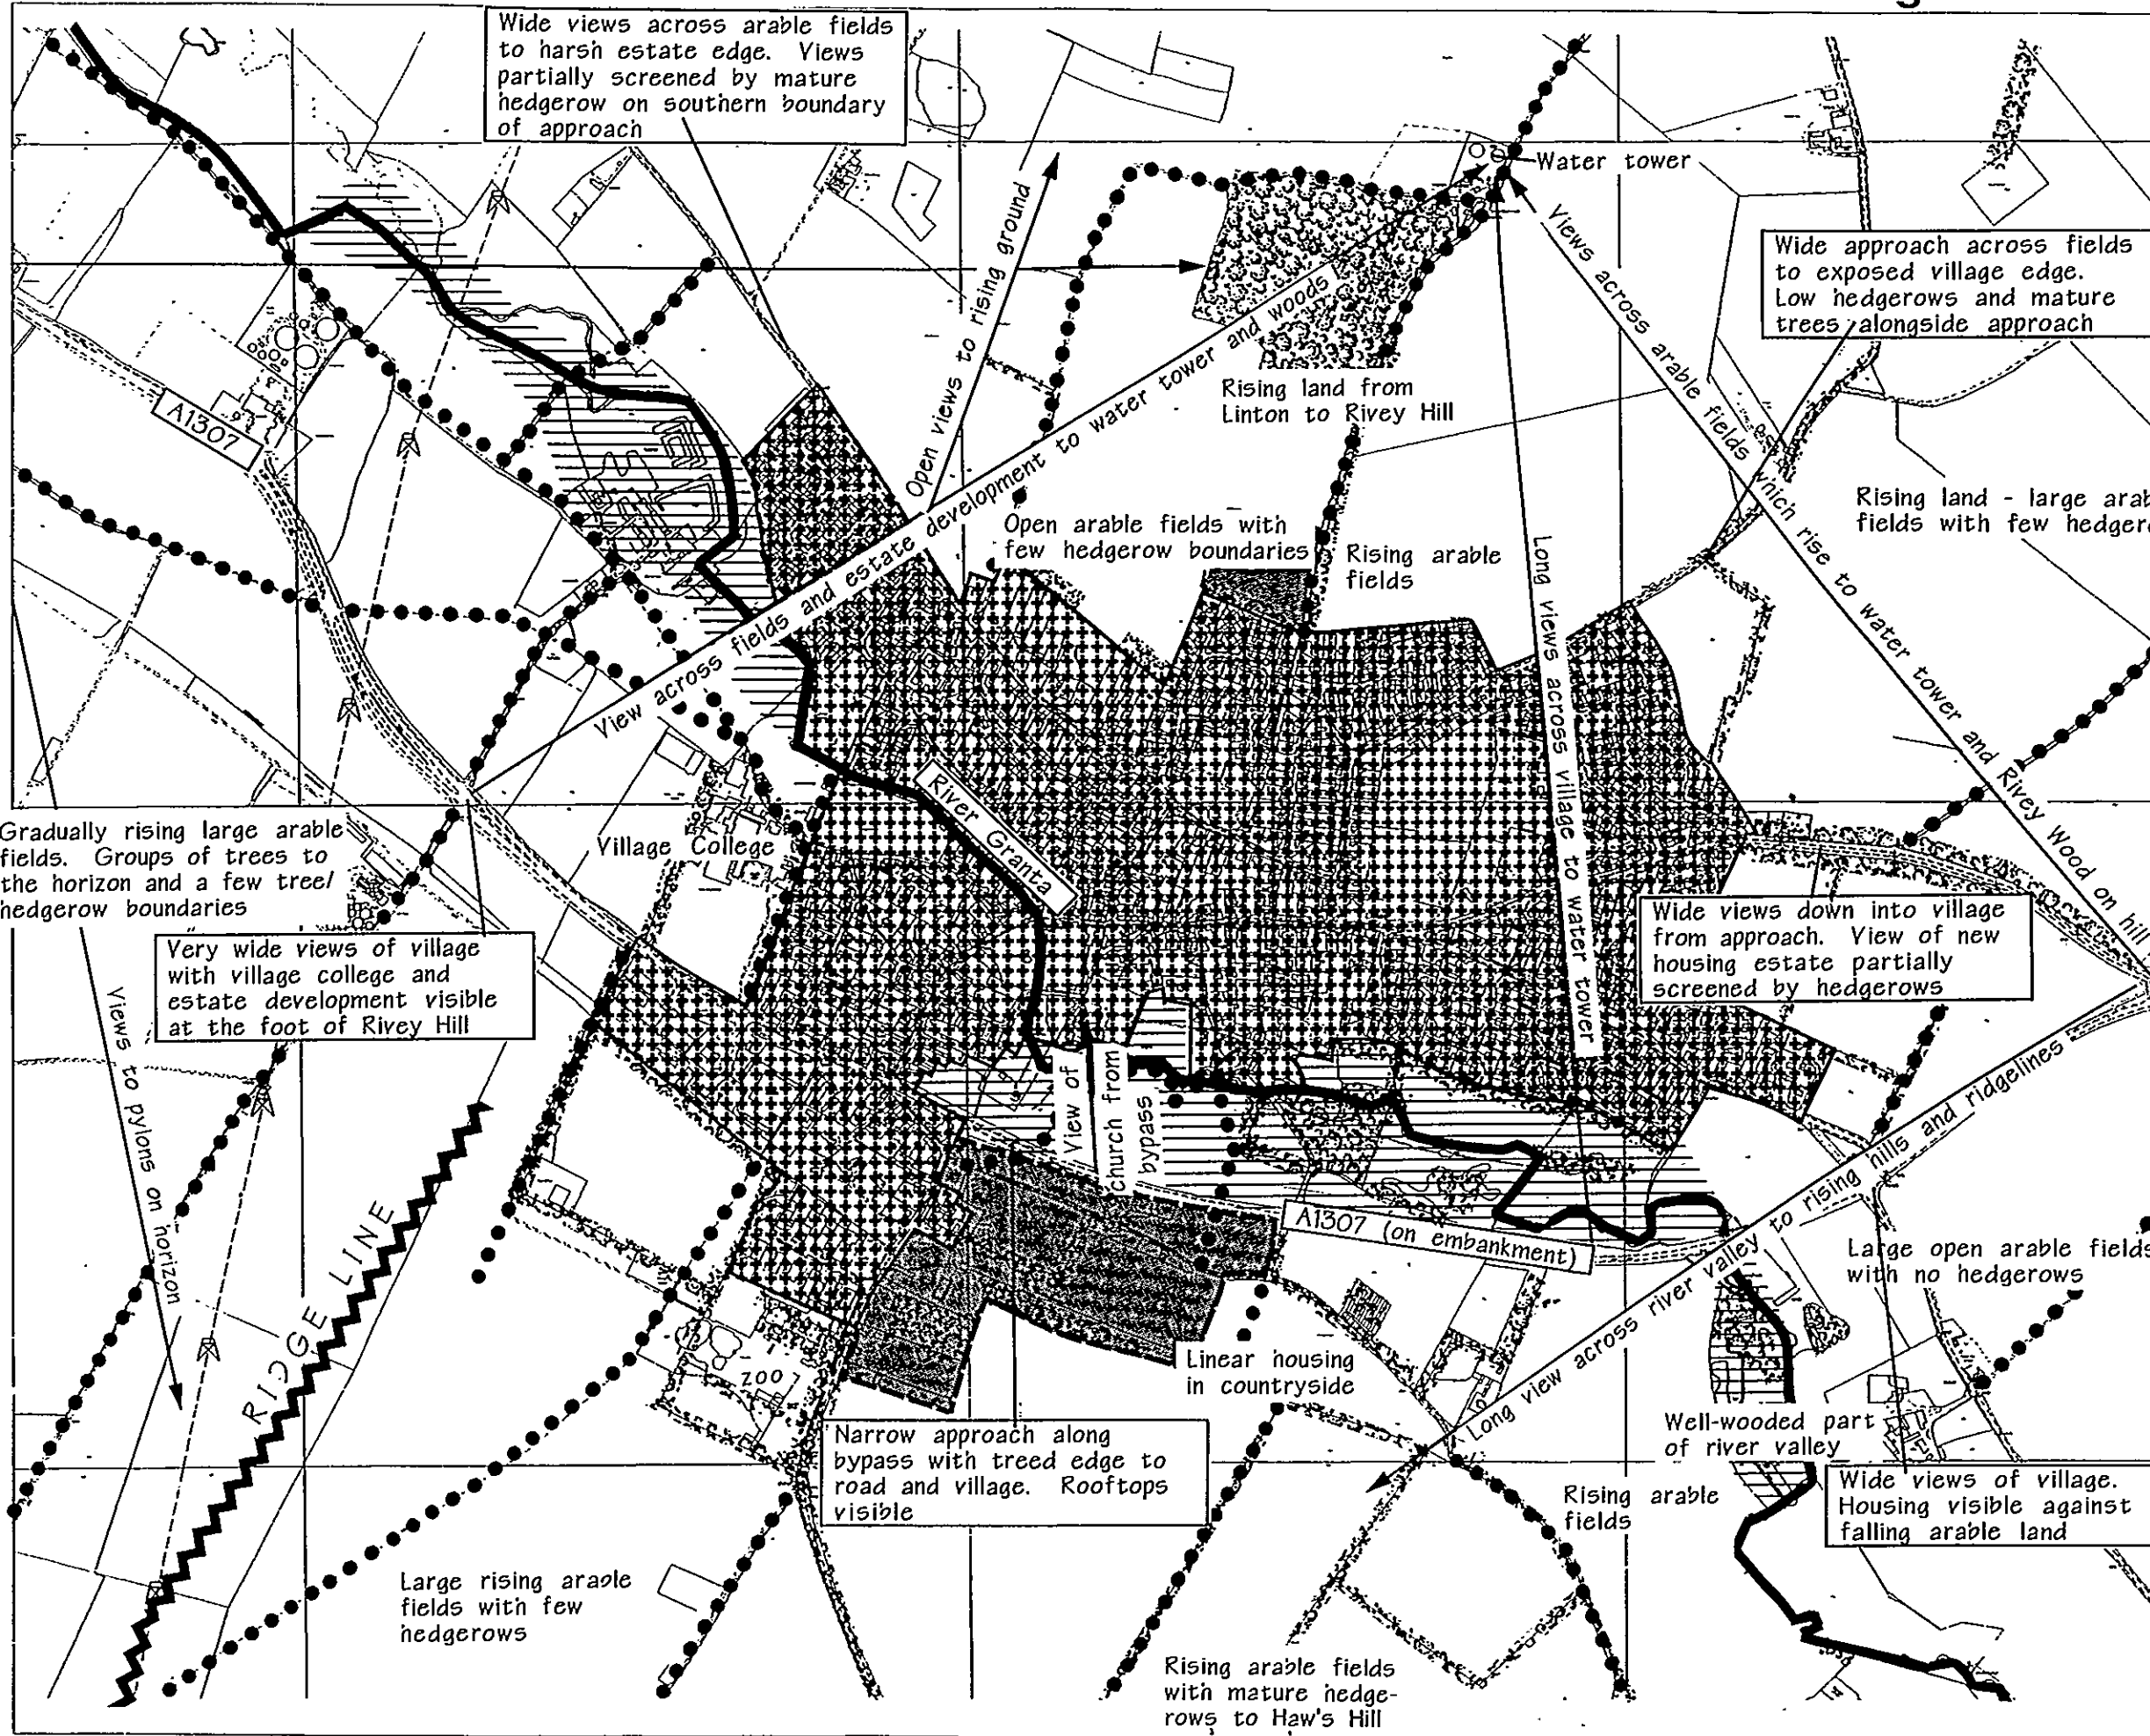 Wide views across arable fields
to harsh estate edge. Views
partially screened by mature
hedgerow on southern boundary
of approach
Water tower
Open views to rising ground
Views across arable fields which rise to water tower and Rivey Wood on hill
Wide approach across fields
to exposed village edge.
Low hedgerows and mature
trees alongside approach
View across fields and estate development to water tower and woods
Rising land from
Linton to Rivey Hill
A1307
Open arable fields with
few hedgerow boundaries
Rising arable
fields
Long views across village to water tower
Rising land - large
fields with few
River Granta
Village College
Gradually rising large arable
fields. Groups of trees to
the horizon and a few tree/
hedgerow boundaries
Very wide views of village
with village college and
estate development visible
at the foot of Rivey Hill
Wide views down into village
from approach. View of new
housing estate partially
screened by hedgerows
Views to pylons on horizon
RIDGE LINE
View of
church from
bypass
A1307 (on embankment)
Long view across river valley to rising hills and ridgelines
Large open arable fields
with no hedgerows
ZOO
Linear housing
in countryside
Narrow approach along
bypass with treed edge to
road and village. Rooftops
visible
Well-wooded part
of river valley
Rising arable
fields
Wide views of village.
Housing visible against
falling arable land
Large rising arable
fields with few
hedgerows
Rising arable fields
with mature hedge-
rows to Haw's Hill